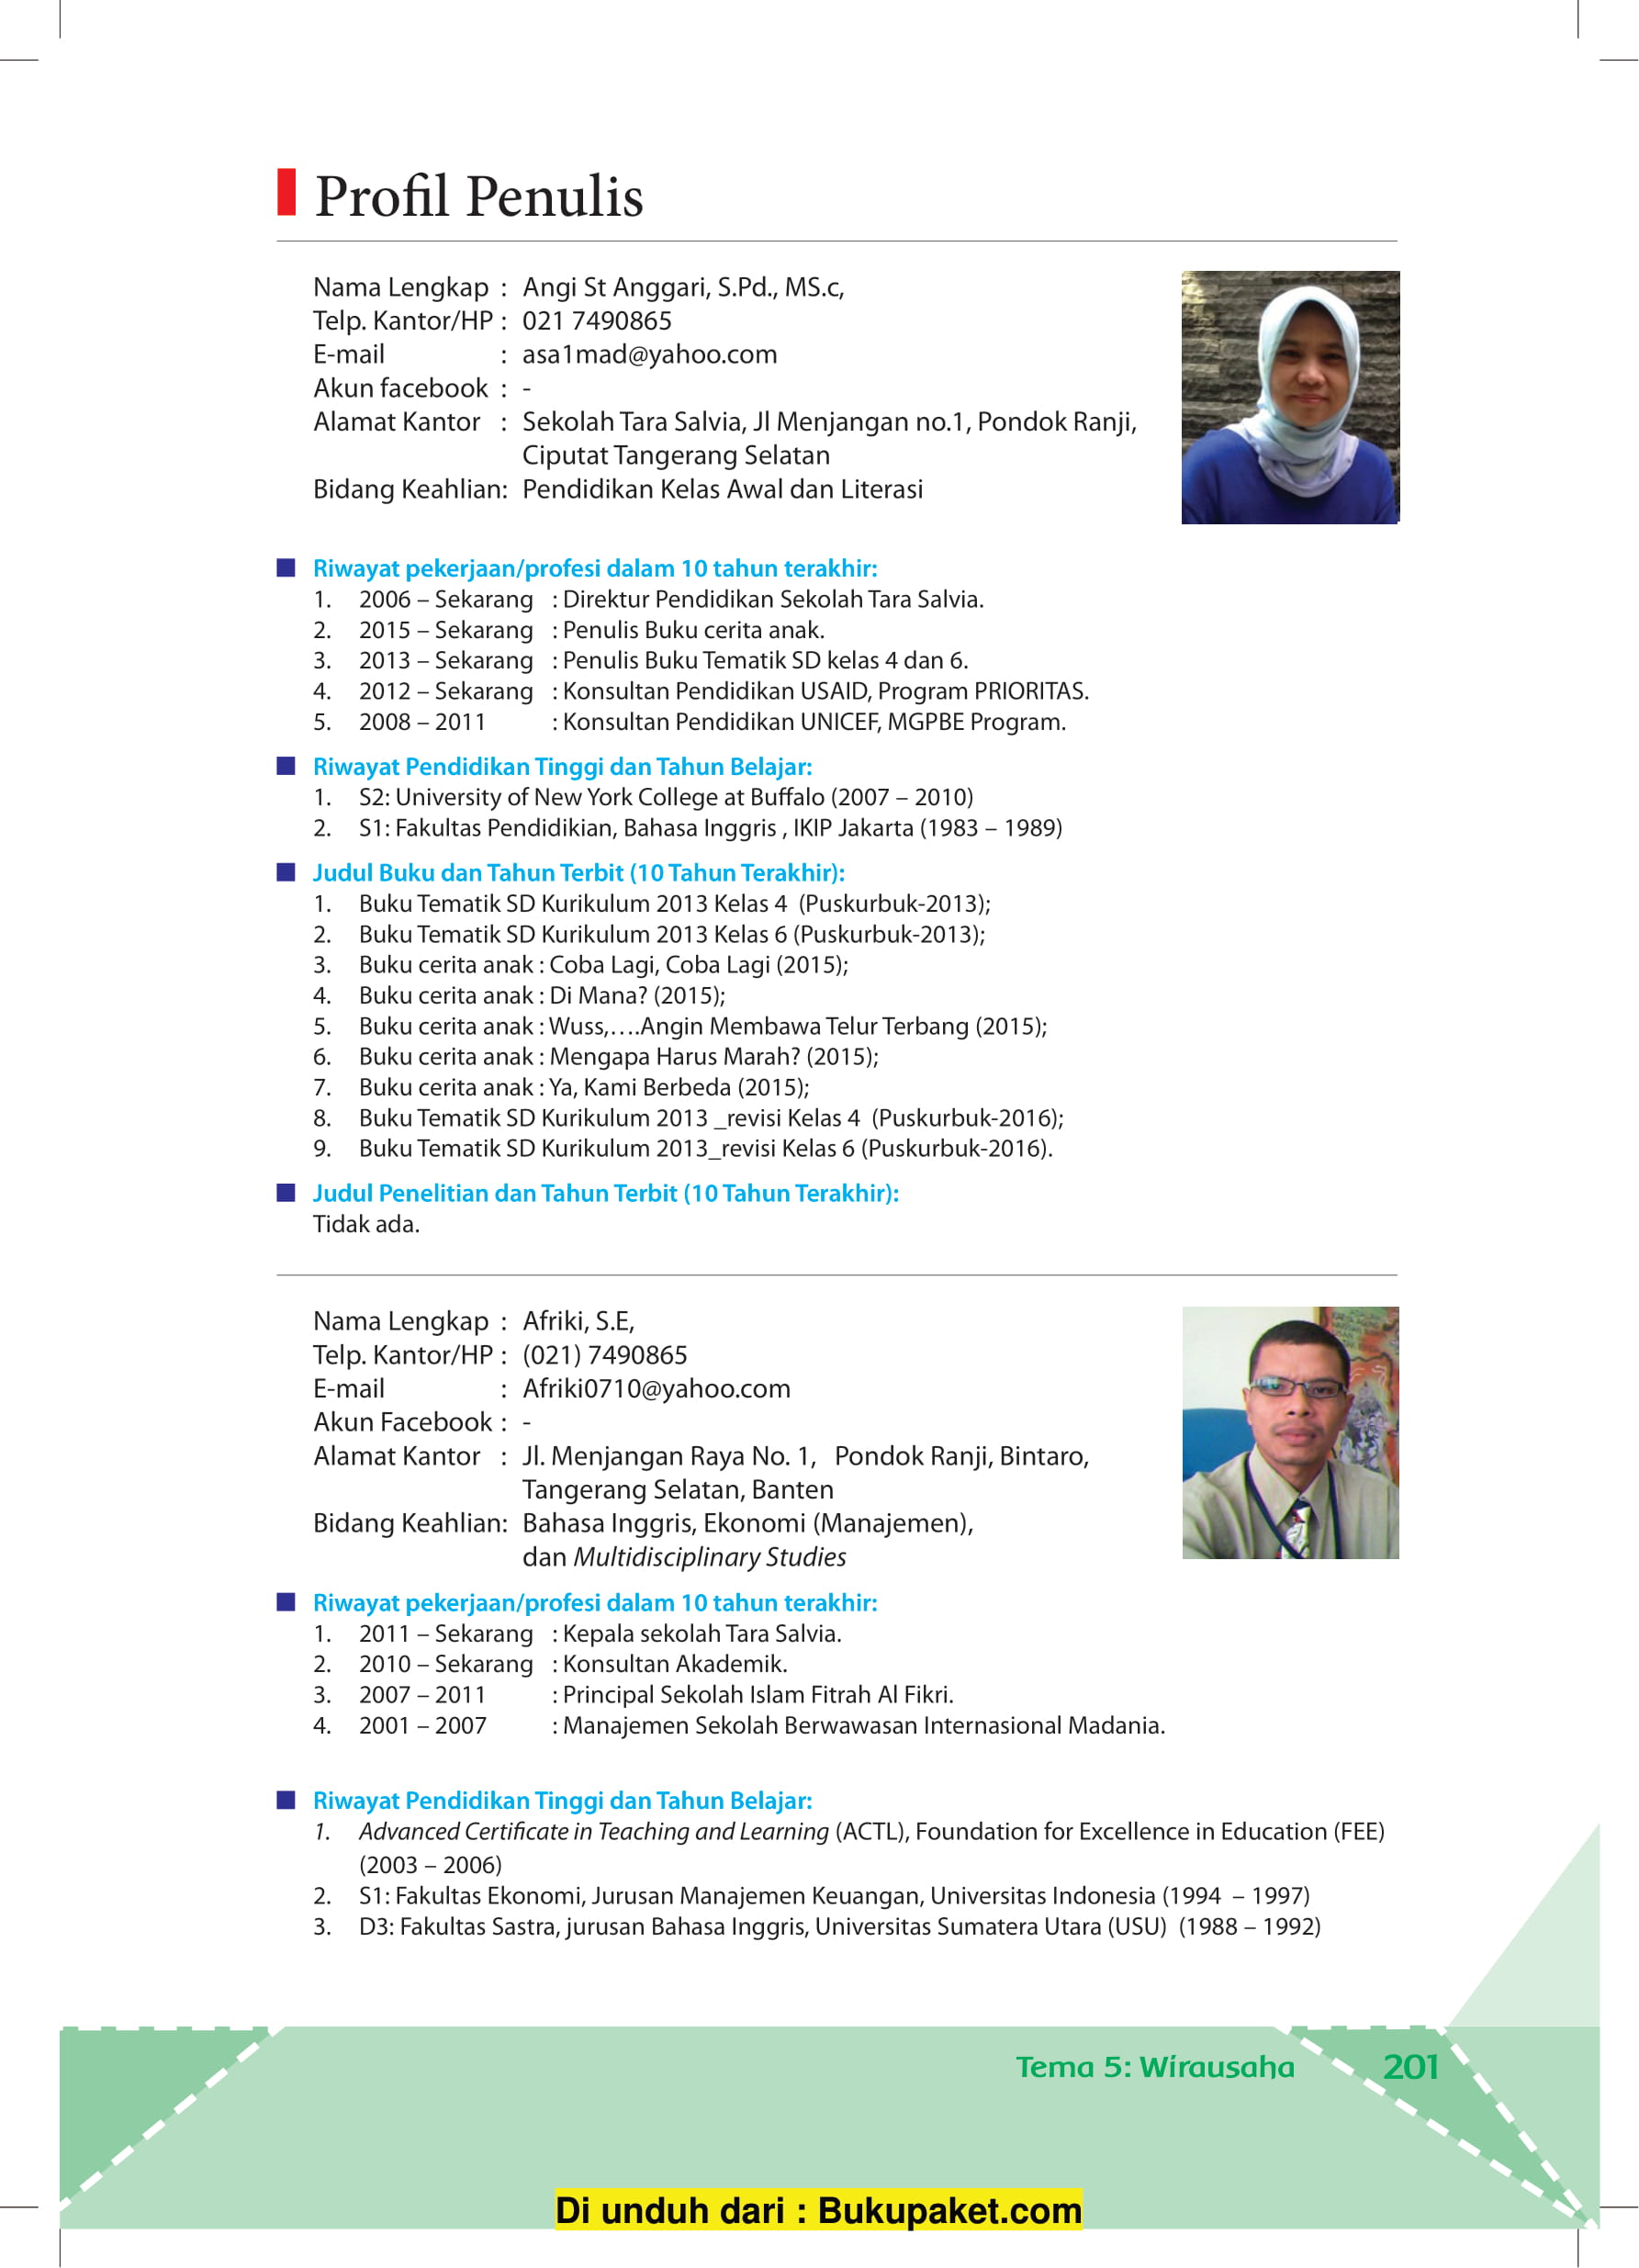 Profil Penulis
Nama Lengkap : Angi St Anggari, S.Pd., MS.c,
Telp. Kantor/HP : 021 7490865
E-mail : asa1mad@yahoo.com
Akun facebook : -
Alamat Kantor : Sekolah Tara Salvia, Jl Menjangan no.1, Pondok Ranji,
Ciputat Tangerang Selatan
Bidang Keahlian: Pendidikan Kelas Awal dan Literasi
Riwayat pekerjaan/profesi dalam 10 tahun terakhir:
1. 2006 – Sekarang : Direktur Pendidikan Sekolah Tara Salvia.
2. 2015 – Sekarang : Penulis Buku cerita anak.
3. 2013 – Sekarang : Penulis Buku Tematik SD kelas 4 dan 6.
4. 2012 – Sekarang : Konsultan Pendidikan USAID, Program PRIORITAS.
5. 2008 – 2011 : Konsultan Pendidikan UNICEF, MGPBE Program.
Riwayat Pendidikan Tinggi dan Tahun Belajar:
1. S2: University of New York College at Buffalo (2007 – 2010)
2. S1: Fakultas Pendidikian, Bahasa Inggris , IKIP Jakarta (1983 – 1989)
Judul Buku dan Tahun Terbit (10 Tahun Terakhir):
1. Buku Tematik SD Kurikulum 2013 Kelas 4 (Puskurbuk-2013);
2. Buku Tematik SD Kurikulum 2013 Kelas 6 (Puskurbuk-2013);
3. Buku cerita anak : Coba Lagi, Coba Lagi (2015);
4. Buku cerita anak : Di Mana? (2015);
5. Buku cerita anak : Wuss,….Angin Membawa Telur Terbang (2015);
6. Buku cerita anak : Mengapa Harus Marah? (2015);
7. Buku cerita anak : Ya, Kami Berbeda (2015);
8. Buku Tematik SD Kurikulum 2013 _revisi Kelas 4 (Puskurbuk-2016);
9. Buku Tematik SD Kurikulum 2013_revisi Kelas 6 (Puskurbuk-2016).
Judul Penelitian dan Tahun Terbit (10 Tahun Terakhir):
Tidak ada.
Nama Lengkap : Afriki, S.E,
Telp. Kantor/HP : (021) 7490865
E-mail : Afriki0710@yahoo.com
Akun Facebook : -
Alamat Kantor : Jl. Menjangan Raya No. 1, Pondok Ranji, Bintaro,
Tangerang Selatan, Banten
Bidang Keahlian: Bahasa Inggris, Ekonomi (Manajemen),
dan Multidisciplinary Studies
Riwayat pekerjaan/profesi dalam 10 tahun terakhir:
1. 2011 – Sekarang : Kepala sekolah Tara Salvia.
2. 2010 – Sekarang : Konsultan Akademik.
3. 2007 – 2011 : Principal Sekolah Islam Fitrah Al Fikri.
4. 2001 – 2007 : Manajemen Sekolah Berwawasan Internasional Madania.
Riwayat Pendidikan Tinggi dan Tahun Belajar:
1. Advanced Certificate in Teaching and Learning (ACTL), Foundation for Excellence in Education (FEE)
(2003 – 2006)
2. S1: Fakultas Ekonomi, Jurusan Manajemen Keuangan, Universitas Indonesia (1994 – 1997)
3. D3: Fakultas Sastra, jurusan Bahasa Inggris, Universitas Sumatera Utara (USU) (1988 – 1992)
Tema 5: Wirausaha 201
Di unduh dari : Bukupaket.com